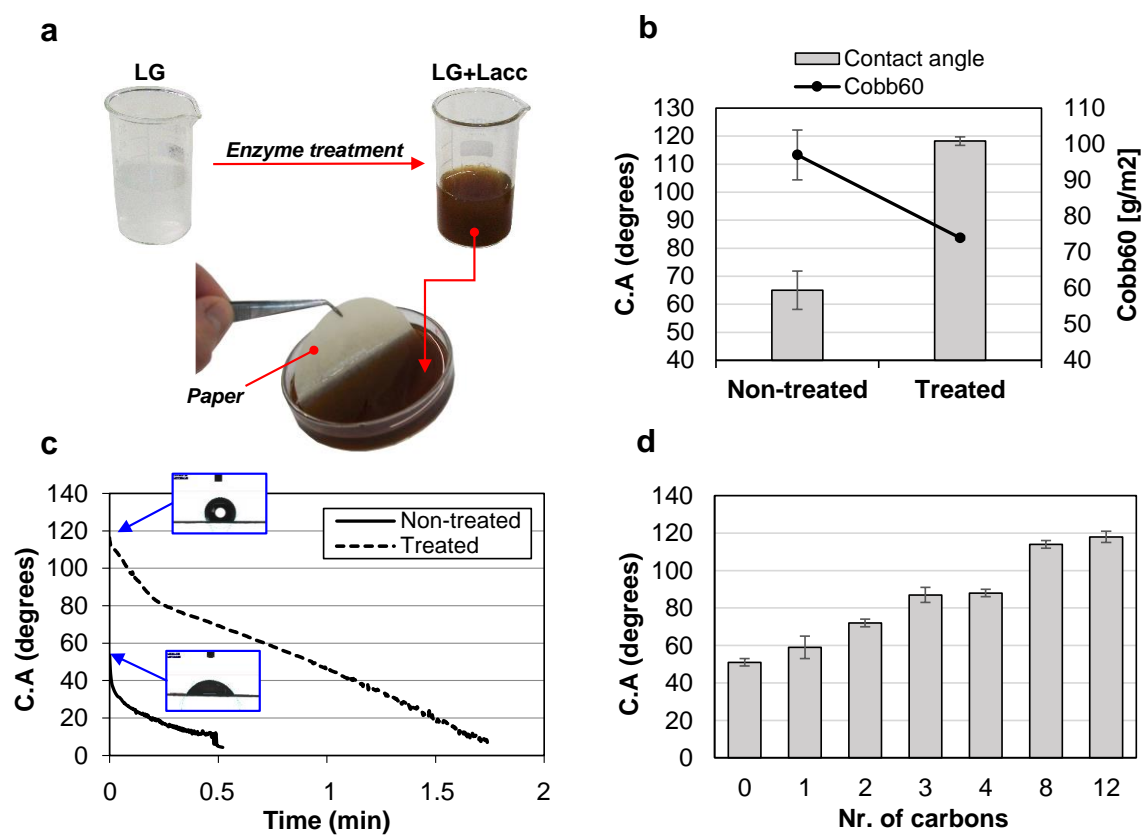 a
LG
LG+Lacc
Enzyme treatment
Paper
b
Contact angle
Cobb60
C.A (degrees)
130
120
110
100
90
80
70
60
50
40
110
100
90
80
70
60
50
40
Cobb60 [g/m2]
Non-treated
Treated
c
C.A (degrees)
140
120
100
80
60
40
20
0
Non-treated
Treated
0
0.5
1
1.5
2
Time (min)
d
C.A (degrees)
140
120
100
80
60
40
20
0
0
1
2
3
4
8
12
Nr. of carbons